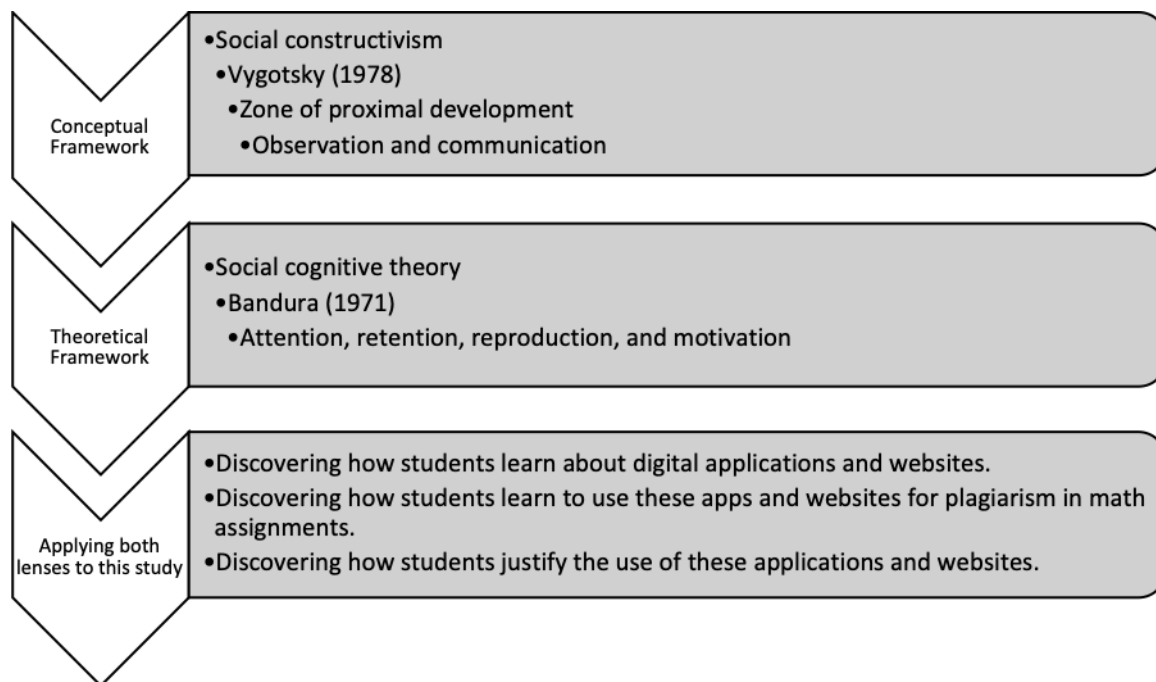 Conceptual
Framework
•Social constructivism
•Vygotsky (1978)
•Zone of proximal development
•Observation and communication
Theoretical
Framework
•Social cognitive theory
•Bandura (1971)
•Attention, retention, reproduction, and motivation
Applying both
lenses to this study
•Discovering how students learn about digital applications and websites.
•Discovering how students learn to use these apps and websites for plagiarism in math
assignments.
•Discovering how students justify the use of these applications and websites.